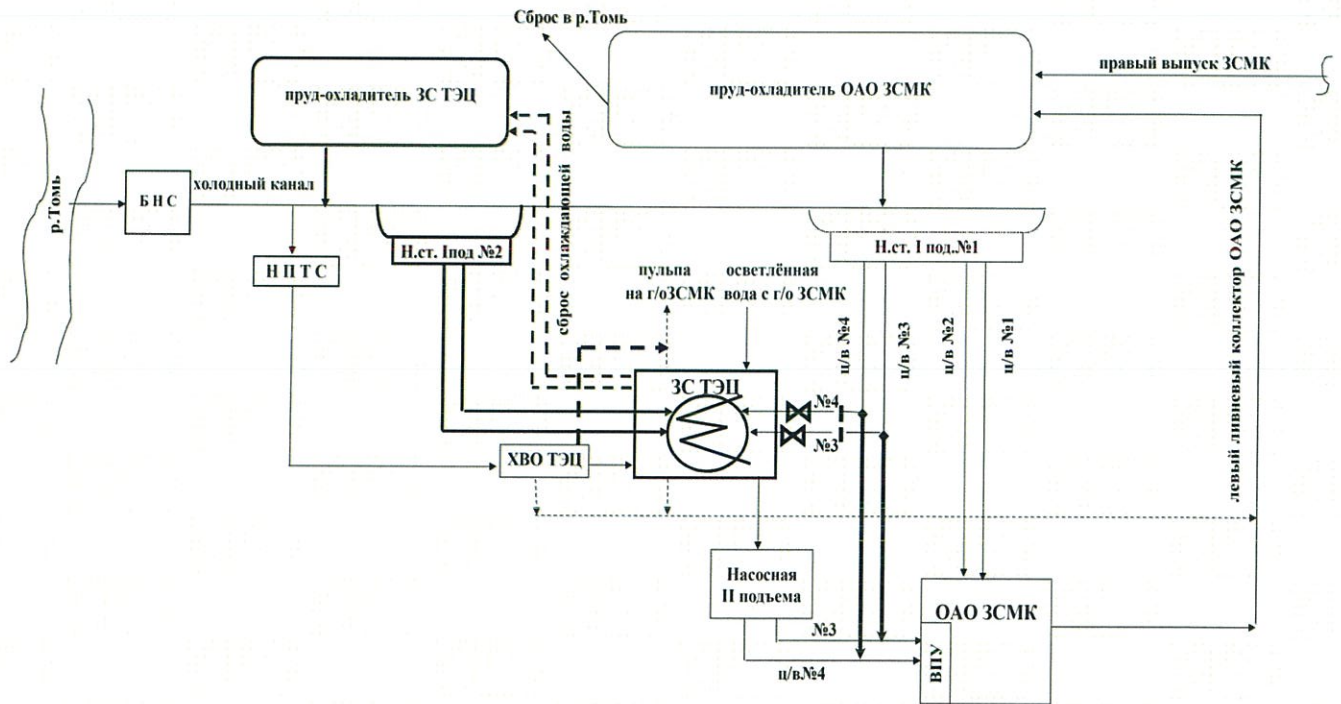 Сброс в р.Томь
правый выпуск ЗСМК
пруд-охладитель ЗС ТЭЦ
пруд-охладитель ОАО ЗСМК
р.Томь
Б Н С
холодный канал
сброс охлаждающей воды
Н.ст. Iпод №2
Н.ст. I под.№1
Н П Т С
пульпа
на г/оЗСМК
осветлённая
вода с г/о ЗСМК
ц/в №4
ц/в №3
ц/в №2
ц/в №1
левый ливневый коллектор ОАО ЗСМК
ЗС ТЭЦ
№4
№3
ХВО ТЭЦ
Насосная
II подъема
ОАО ЗСМК
ВПУ
№3
ц/в.№4